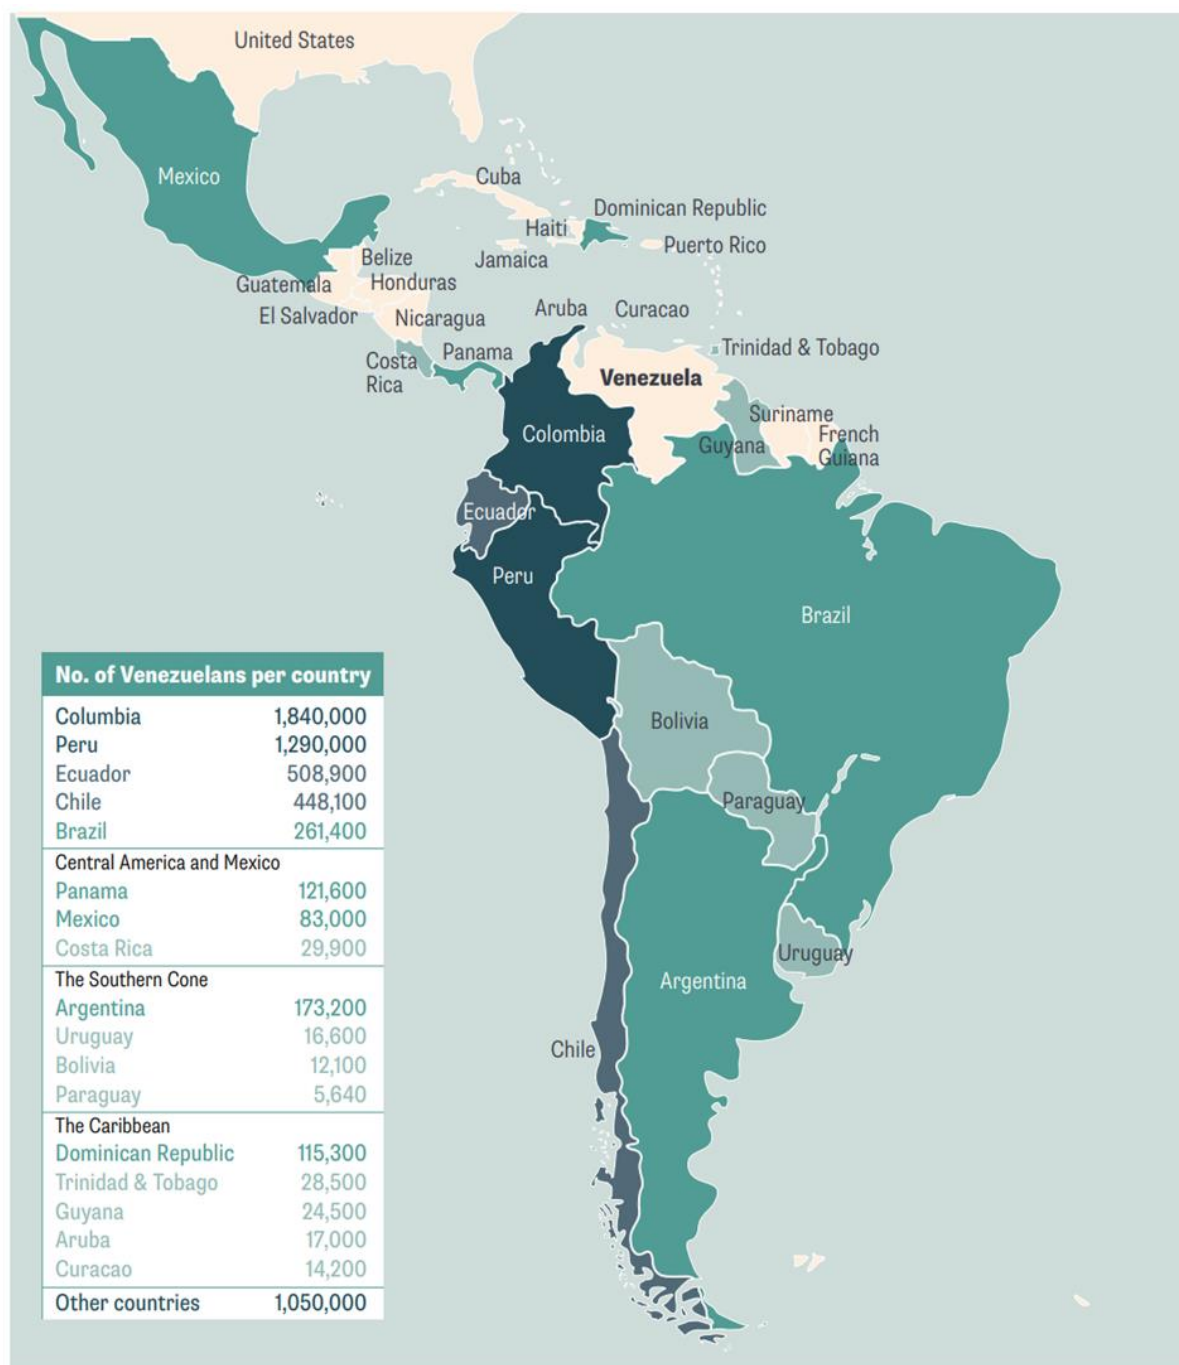 United States
Mexico
Cuba
Dominican Republic
Haiti
Puerto Rico
Jamaica
Belize
Guatemala
Honduras
El Salvador
Nicaragua
Aruba
Curacao
Costa
Rica
Panama
Trinidad & Tobago
Venezuela
Suriname
Colombia
Guyana
French
Guiana
Ecuador
Peru
Brazil
Bolivia
Paraguay
Uruguay
Argentina
Chile
No. of Venezuelans per country
Columbia 1,840,000
Peru 1,290,000
Ecuador 508,900
Chile 448,100
Brazil 261,400
Central America and Mexico
Panama 121,600
Mexico 83,000
Costa Rica 29,900
The Southern Cone
Argentina 173,200
Uruguay 16,600
Bolivia 12,100
Paraguay 5,640
The Caribbean
Dominican Republic 115,300
Trinidad & Tobago 28,500
Guyana 24,500
Aruba 17,000
Curacao 14,200
Other countries 1,050,000